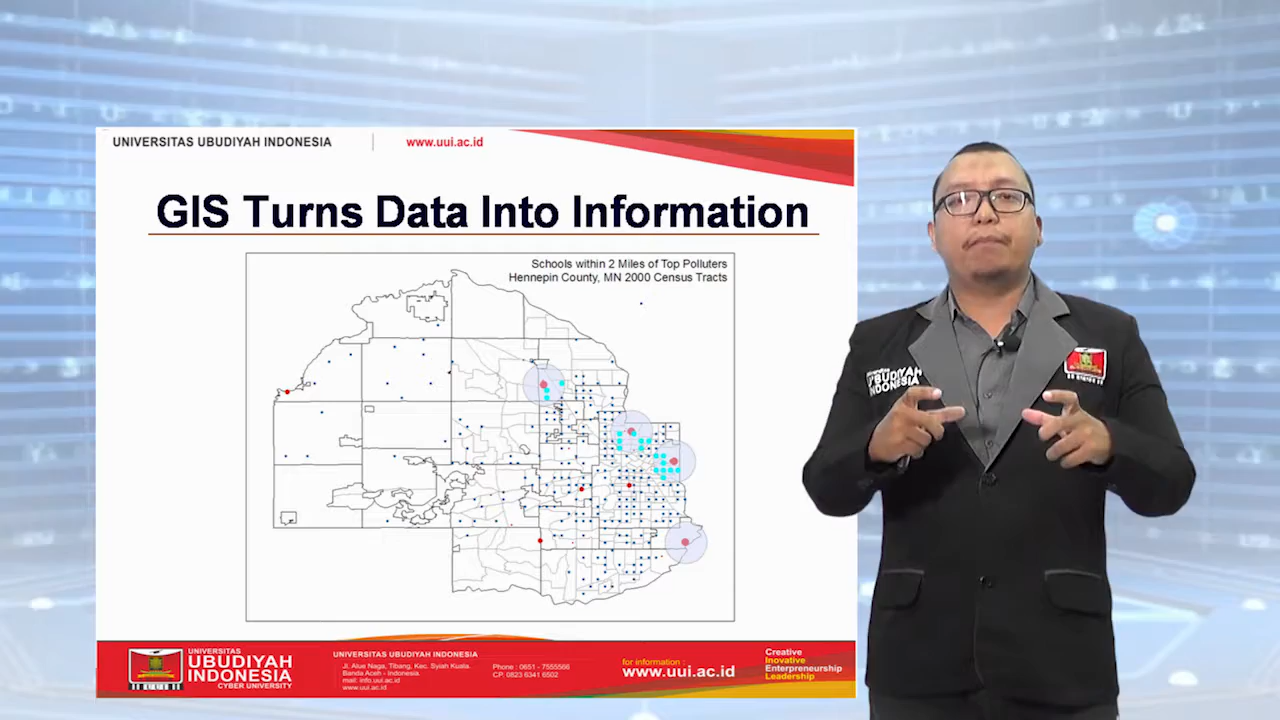 UNIVERSITAS UBUDIYAH INDONESIA
www.uui.ac.id
GIS Turns Data Into Information
Schools within 2 Miles of Top Polluters
Hennepin County, MN 2000 Census Tracts
UBUDIYAH
INDONESIA
UNIVERSITAS
UBUDIYAH
INDONESIA
CYBER UNIVERSITY
UNIVERSITAS UBUDIYAH INDONESIA
Jl. Alue Naga, Tibang, Kec. Syiah Kuala.
Banda Aceh - Indonesia.
mail: info.uui.ac.id
www.uui.ac.id
Phone : 0651 - 7555566
CP. 0823 6341 6502
for information :
www.uui.ac.id
Creative
Inovative
Enterpreneurship
Leadership